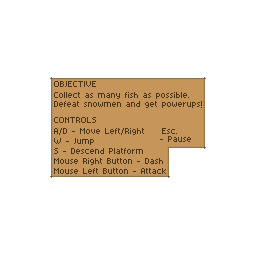 OBJECTIVE
Collect as many fish as possible.
Defeat snowmen and get powerups!
CONTROLS
A/D - Move Left/Right
W - Jump
S - Descend Platform
Mouse Right Button - Dash
Mouse Left Button - Attack
Esc.
- Pause